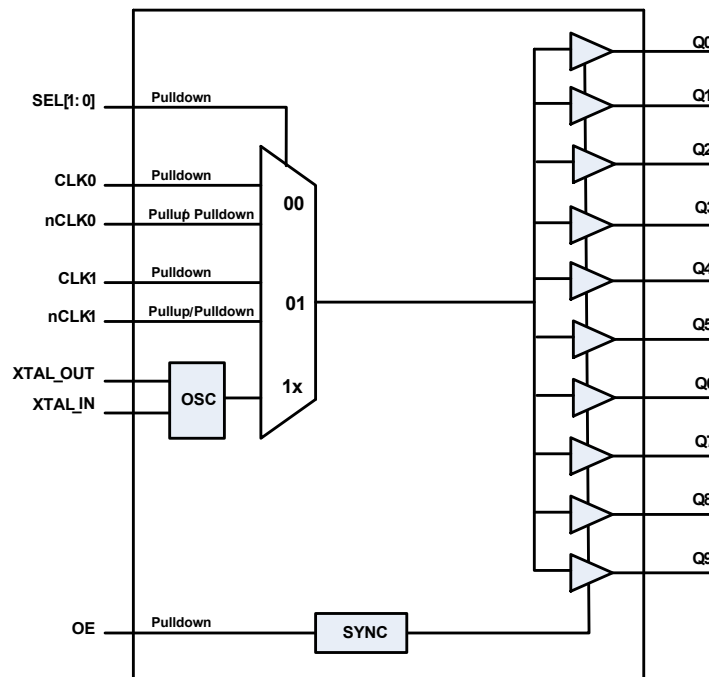 SEL[1:0]
Pulldown
CLK0
Pulldown
nCLK0
Pullup Pulldown
CLK1
Pulldown
nCLK1
Pullup/Pulldown
XTAL_OUT
XTAL_IN
OSC
00
01
1x
OE
Pulldown
SYNC
Q0
Q1
Q2
Q3
Q4
Q5
Q6
Q7
Q8
Q9